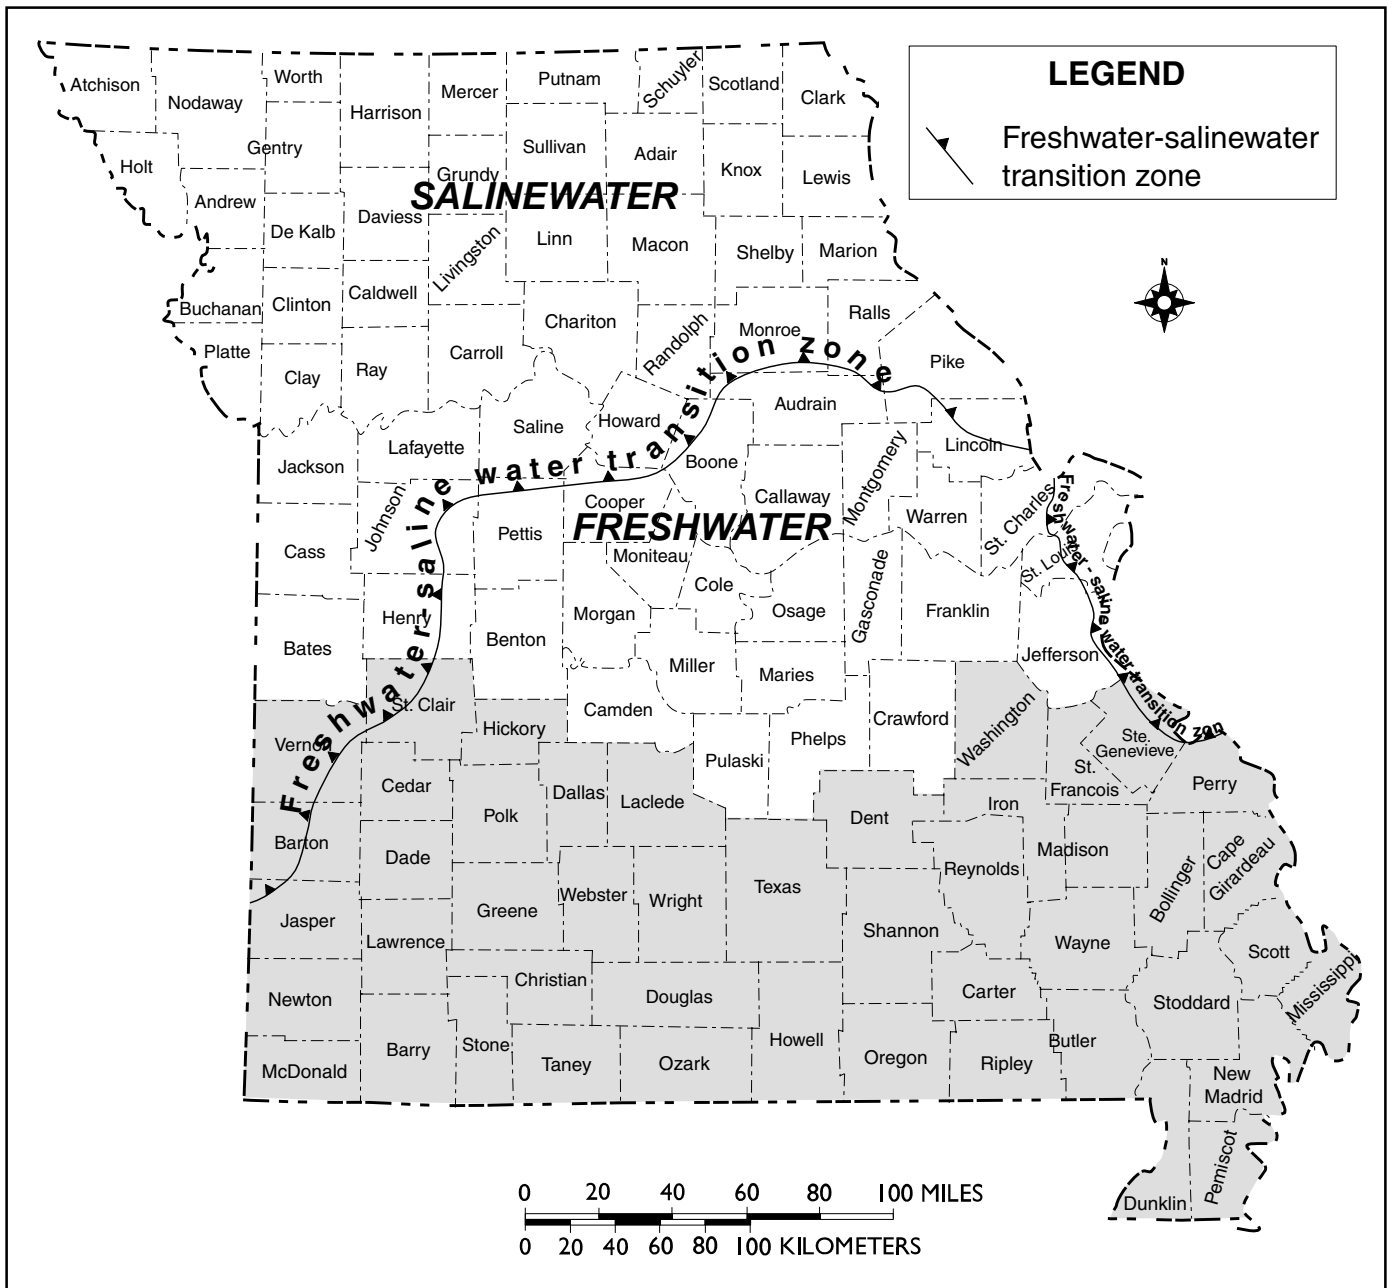 LEGEND
Freshwater-salinewater
transition zone
N
Atchison
Nodaway
Worth
Harrison
Mercer
Putnam
Schuyler
Scotland
Clark
Holt
Gentry
Grundy
Sullivan
Adair
Knox
Lewis
SALINEWATER
Andrew
De Kalb
Daviess
Livingston
Linn
Macon
Shelby
Marion
Buchanan
Clinton
Caldwell
Chariton
Randolph
Monroe
Ralls
Platte
Clay
Ray
Carroll
Pike
Jackson
Lafayette
Saline
Howard
Boone
Audrain
Lincoln
Freshwater-saline water transition zone
Cass
Johnson
Pettis
Cooper
Callaway
Montgomery
Warren
St. Charles
FRESHWATER
Moniteau
Cole
Osage
Gasconade
Franklin
St. Louis
Freshwater - saline water transition zon
Bates
Henry
Benton
Morgan
Miller
Maries
Jefferson
Vernon
St. Clair
Hickory
Camden
Pulaski
Phelps
Crawford
Washington
Ste.
Genevieve
St.
Francois
Perry
Cedar
Polk
Dallas
Laclede
Dent
Iron
Barton
Dade
Webster
Wright
Texas
Reynolds
Madison
Bollinger
Cape
Girardeau
Jasper
Lawrence
Greene
Shannon
Wayne
Scott
Mississippi
Newton
Christian
Douglas
Carter
Stoddard
McDonald
Barry
Stone
Taney
Ozark
Howell
Oregon
Ripley
Butler
New
Madrid
Dunklin
Pemiscot
0 20 40 60 80 100 MILES
0 20 40 60 80 100 KILOMETERS